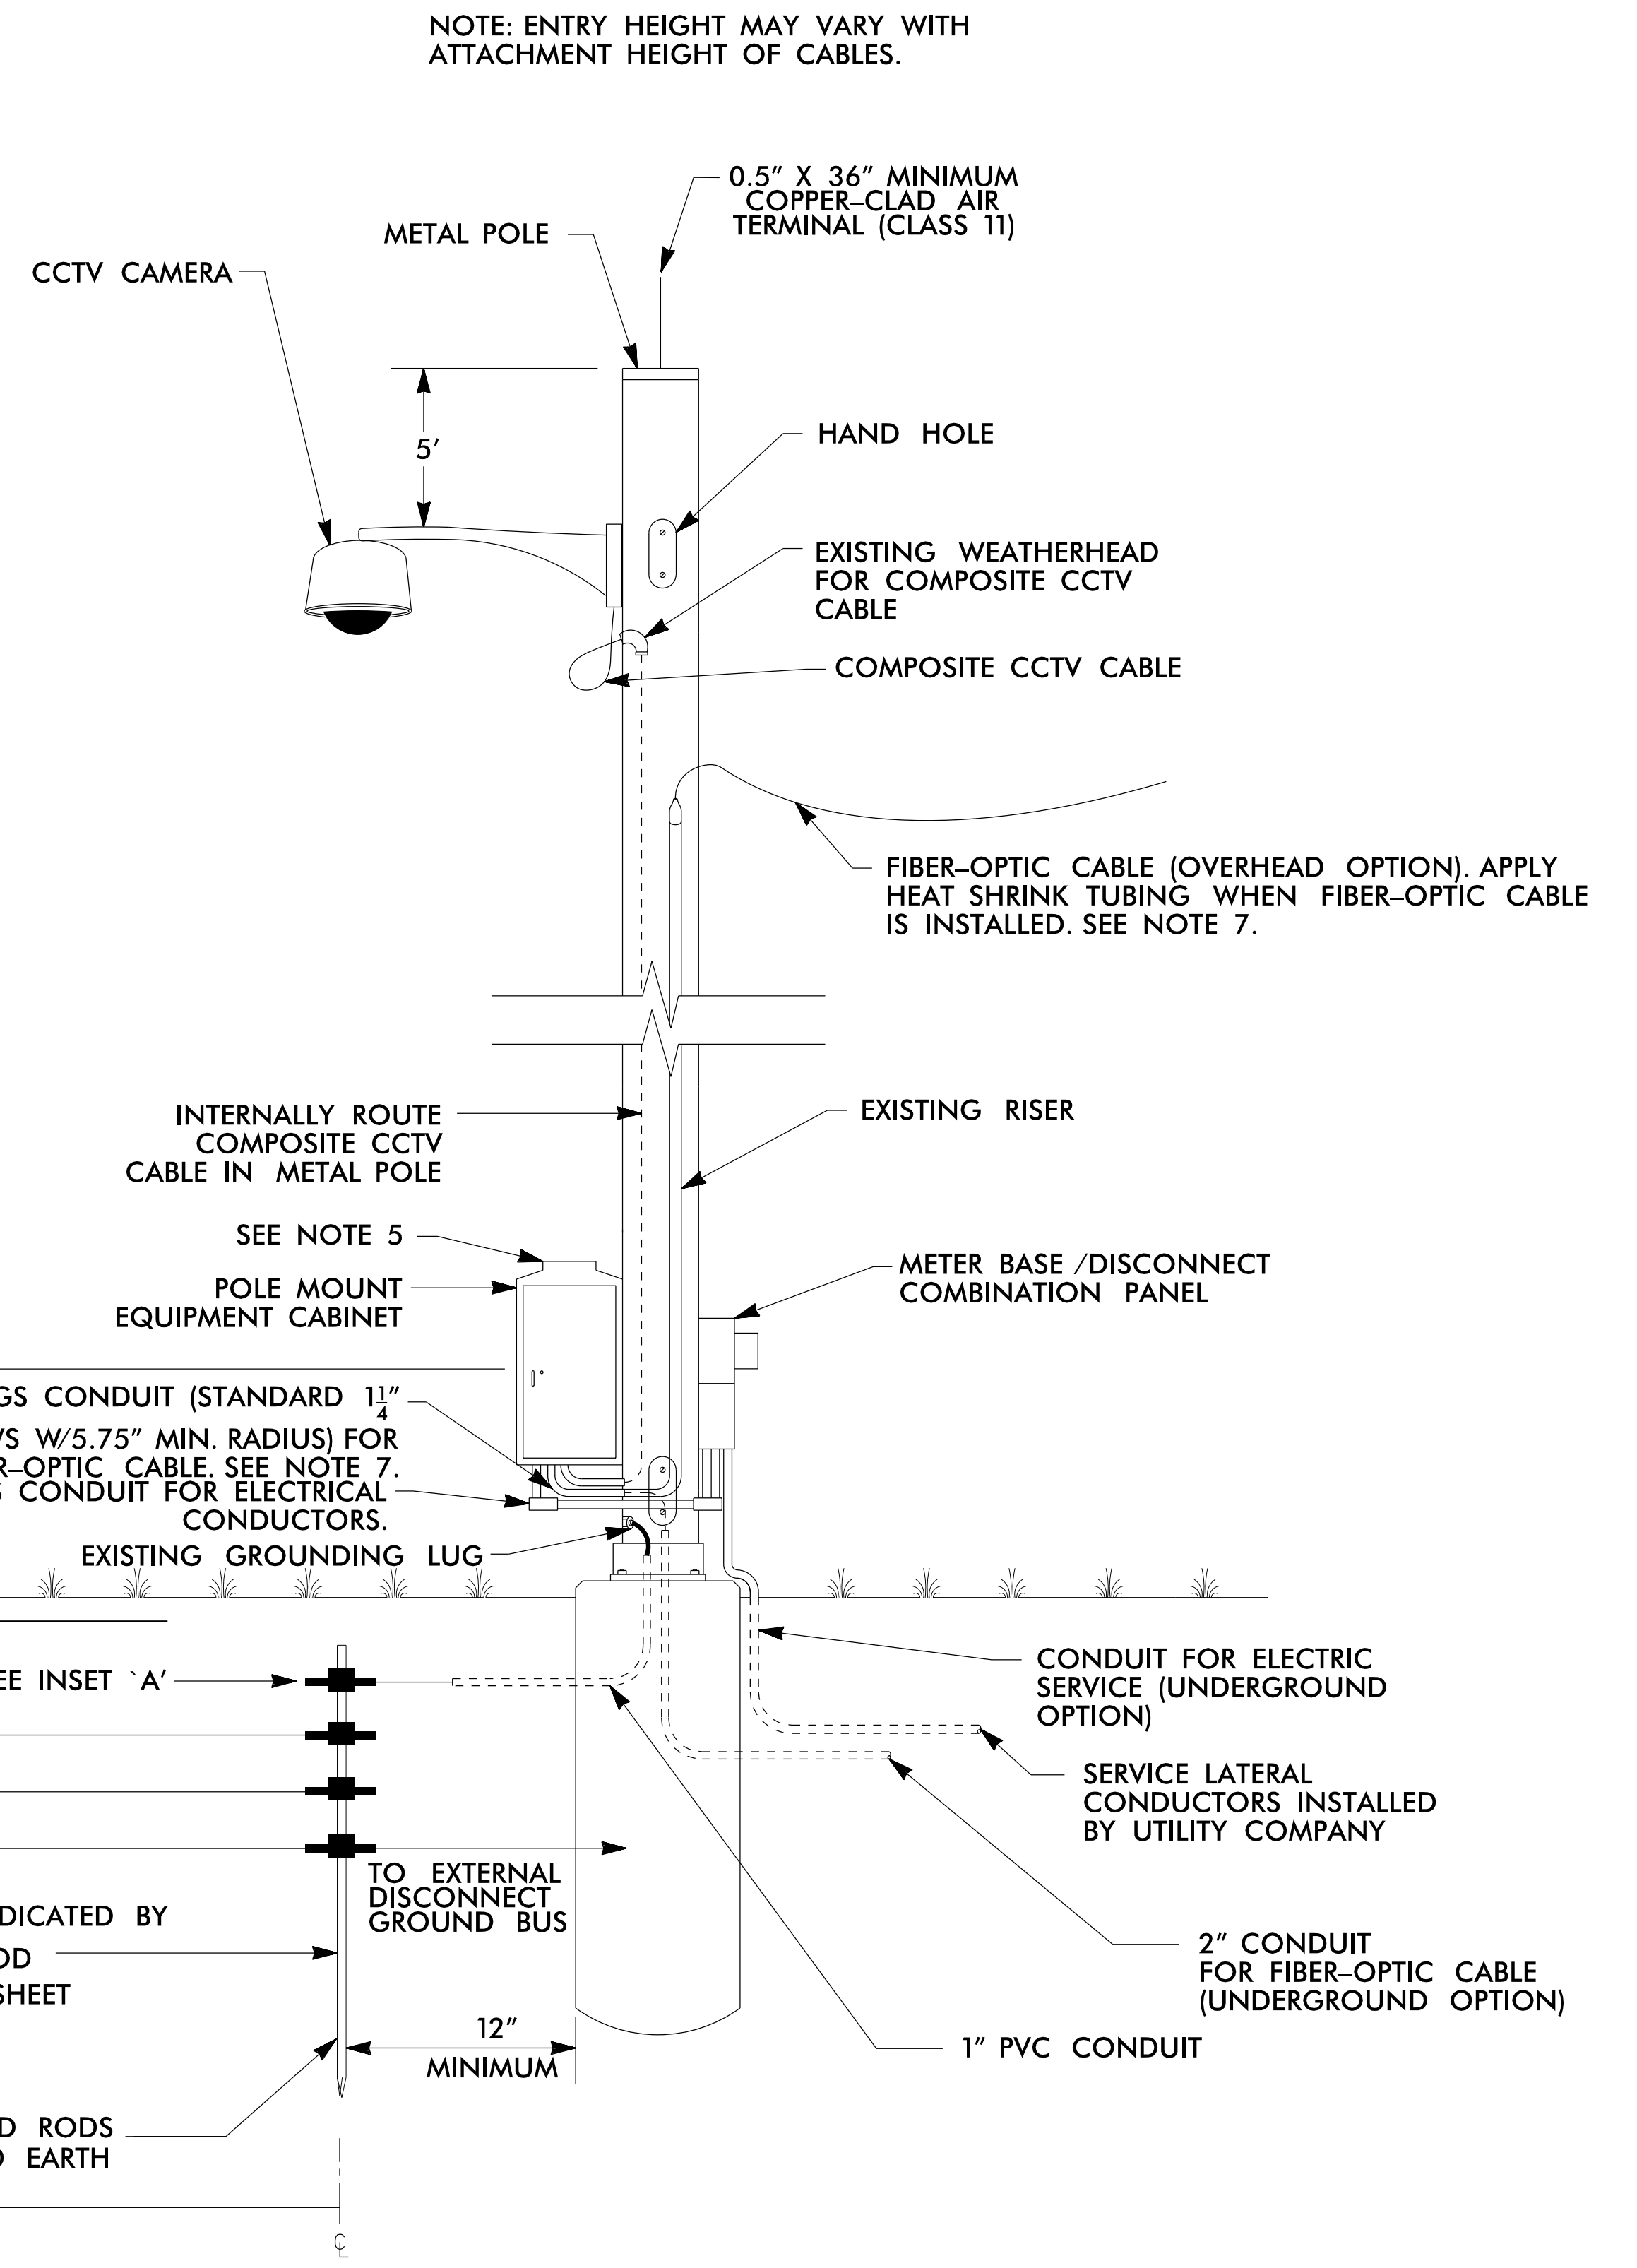 NOTE: ENTRY HEIGHT MAY VARY WITH
ATTACHMENT HEIGHT OF CABLES.
0.5" X 36" MINIMUM
COPPER-CLAD AIR
TERMINAL (CLASS 11)
METAL POLE
CCTV CAMERA
5'
HAND HOLE
EXISTING WEATHERHEAD
FOR COMPOSITE CCTV
CABLE
COMPOSITE CCTV CABLE
FIBER-OPTIC CABLE (OVERHEAD OPTION). APPLY
HEAT SHRINK TUBING WHEN FIBER-OPTIC CABLE
IS INSTALLED. SEE NOTE 7.
INTERNALLY ROUTE
COMPOSITE CCTV
CABLE IN METAL POLE
EXISTING RISER
SEE NOTE 5
POLE MOUNT
EQUIPMENT CABINET
METER BASE /DISCONNECT
COMBINATION PANEL
GS CONDUIT (STANDARD 1 1/4"
W/5.75" MIN. RADIUS) FOR
R-OPTIC CABLE. SEE NOTE 7.
S CONDUIT FOR ELECTRICAL
CONDUCTORS.
EXISTING GROUNDING LUG
EE INSET `A'
CONDUIT FOR ELECTRIC
SERVICE (UNDERGROUND
OPTION)
SERVICE LATERAL
CONDUCTORS INSTALLED
BY UTILITY COMPANY
TO EXTERNAL
DISCONNECT
GROUND BUS
DICATED BY
OD
SHEET
2" CONDUIT
FOR FIBER-OPTIC CABLE
(UNDERGROUND OPTION)
12"
MINIMUM
1" PVC CONDUIT
D RODS
EARTH
℄